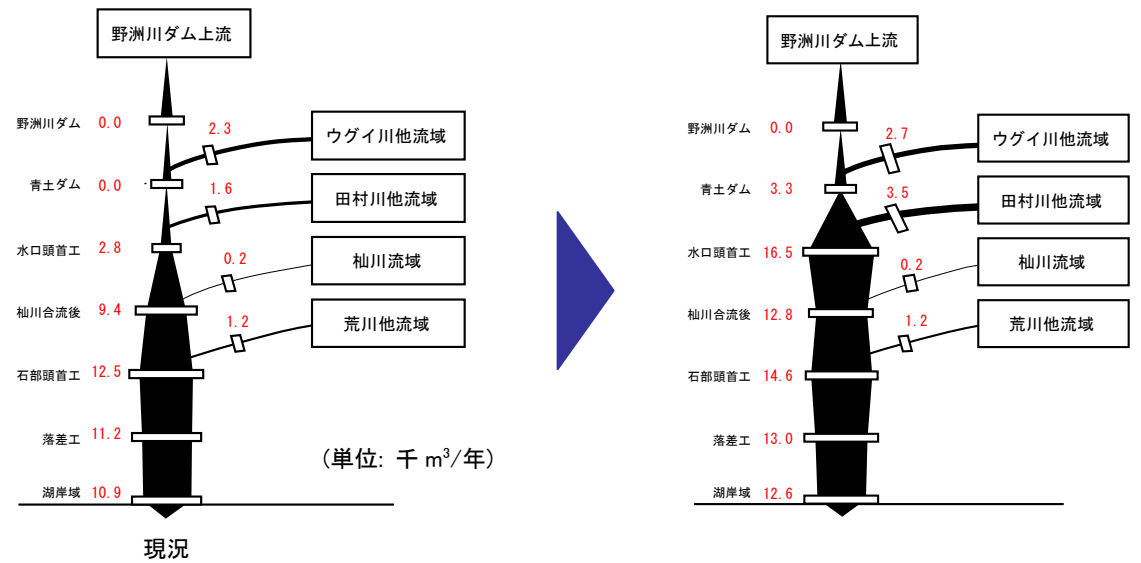 野洲川ダム上流
野洲川ダム 0.0
2.3
ウグイ川他流域
青土ダム 0.0
1.6
田村川他流域
水口頭首工 2.8
0.2
杣川流域
杣川合流後 9.4
1.2
荒川他流域
石部頭首工 12.5
落差工 11.2
湖岸域 10.9
(単位: 千 m³/年)
現況
野洲川ダム上流
野洲川ダム 0.0
2.7
ウグイ川他流域
青土ダム 3.3
3.5
田村川他流域
水口頭首工 16.5
0.2
杣川流域
杣川合流後 12.8
1.2
荒川他流域
石部頭首工 14.6
落差工 13.0
湖岸域 12.6